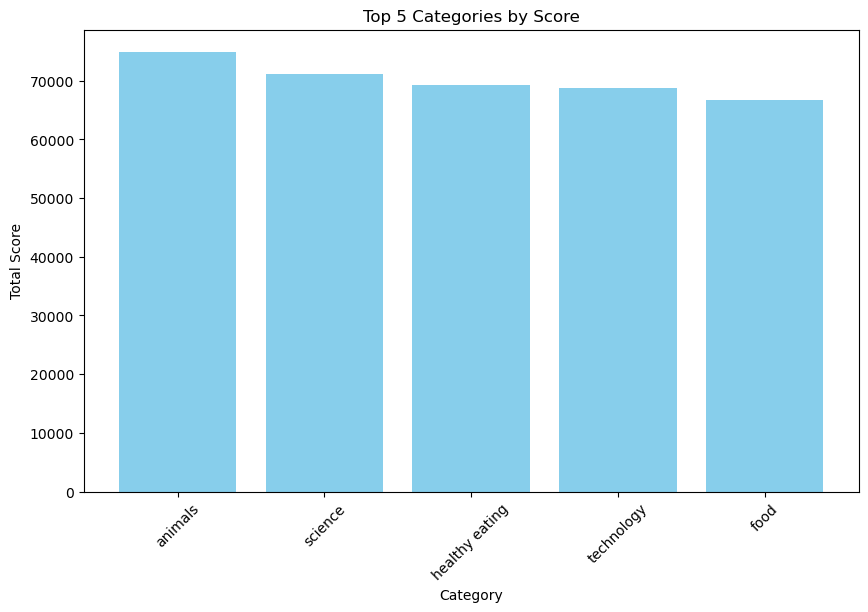 Top 5 Categories by Score
Total Score
70000
60000
50000
40000
30000
20000
10000
0
animals
science
healthy eating
technology
food
Category